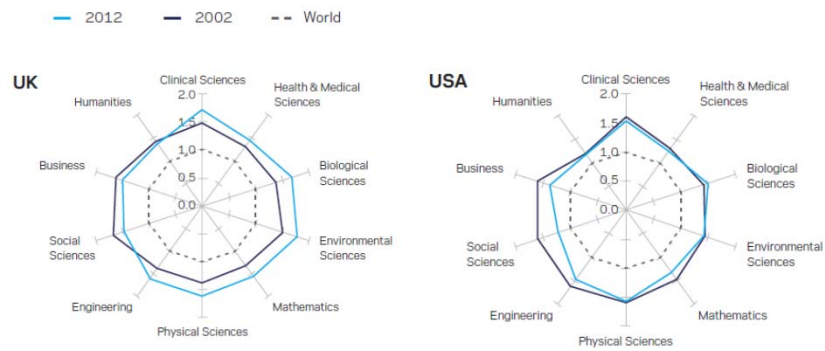 2012 2002 World
UK
Clinical Sciences
2.0
1.5
1.0
0.5
0.0
Health & Medical
Sciences
Biological
Sciences
Environmental
Sciences
Mathematics
Physical Sciences
Engineering
Social
Sciences
Business
Humanities
USA
Clinical Sciences
2.0
1.5
1.0
0.5
0.0
Health & Medical
Sciences
Biological
Sciences
Environmental
Sciences
Mathematics
Physical Sciences
Engineering
Social
Sciences
Business
Humanities